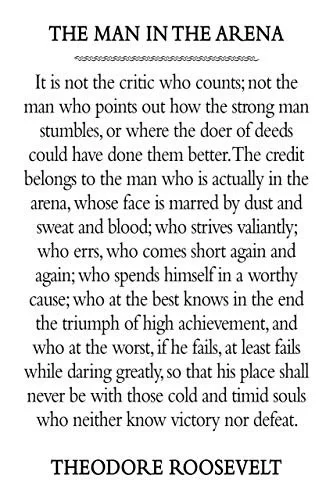 THE MAN IN THE ARENA
It is not the critic who counts; not the
man who points out how the strong man
stumbles, or where the doer of deeds
could have done them better. The credit
belongs to the man who is actually in the
arena, whose face is marred by dust and
sweat and blood; who strives valiantly;
who errs, who comes short again and
again; who spends himself in a worthy
cause; who at the best knows in the end
the triumph of high achievement, and
who at the worst, if he fails, at least fails
while daring greatly, so that his place shall
never be with those cold and timid souls
who neither know victory nor defeat.
THEODORE ROOSEVELT